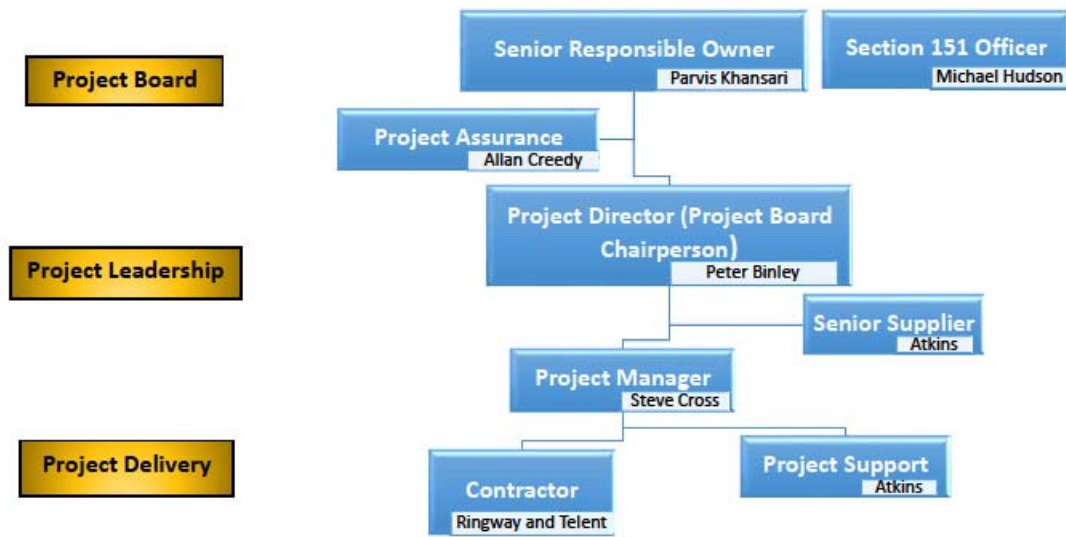 Senior Responsible Owner
Parvis Khansari
Section 151 Officer
Michael Hudson
Project Board
Project Assurance
Allan Creedy
Project Director (Project Board
Chairperson)
Peter Binley
Project Leadership
Senior Supplier
Atkins
Project Manager
Steve Cross
Project Delivery
Contractor
Ringway and Telent
Project Support
Atkins